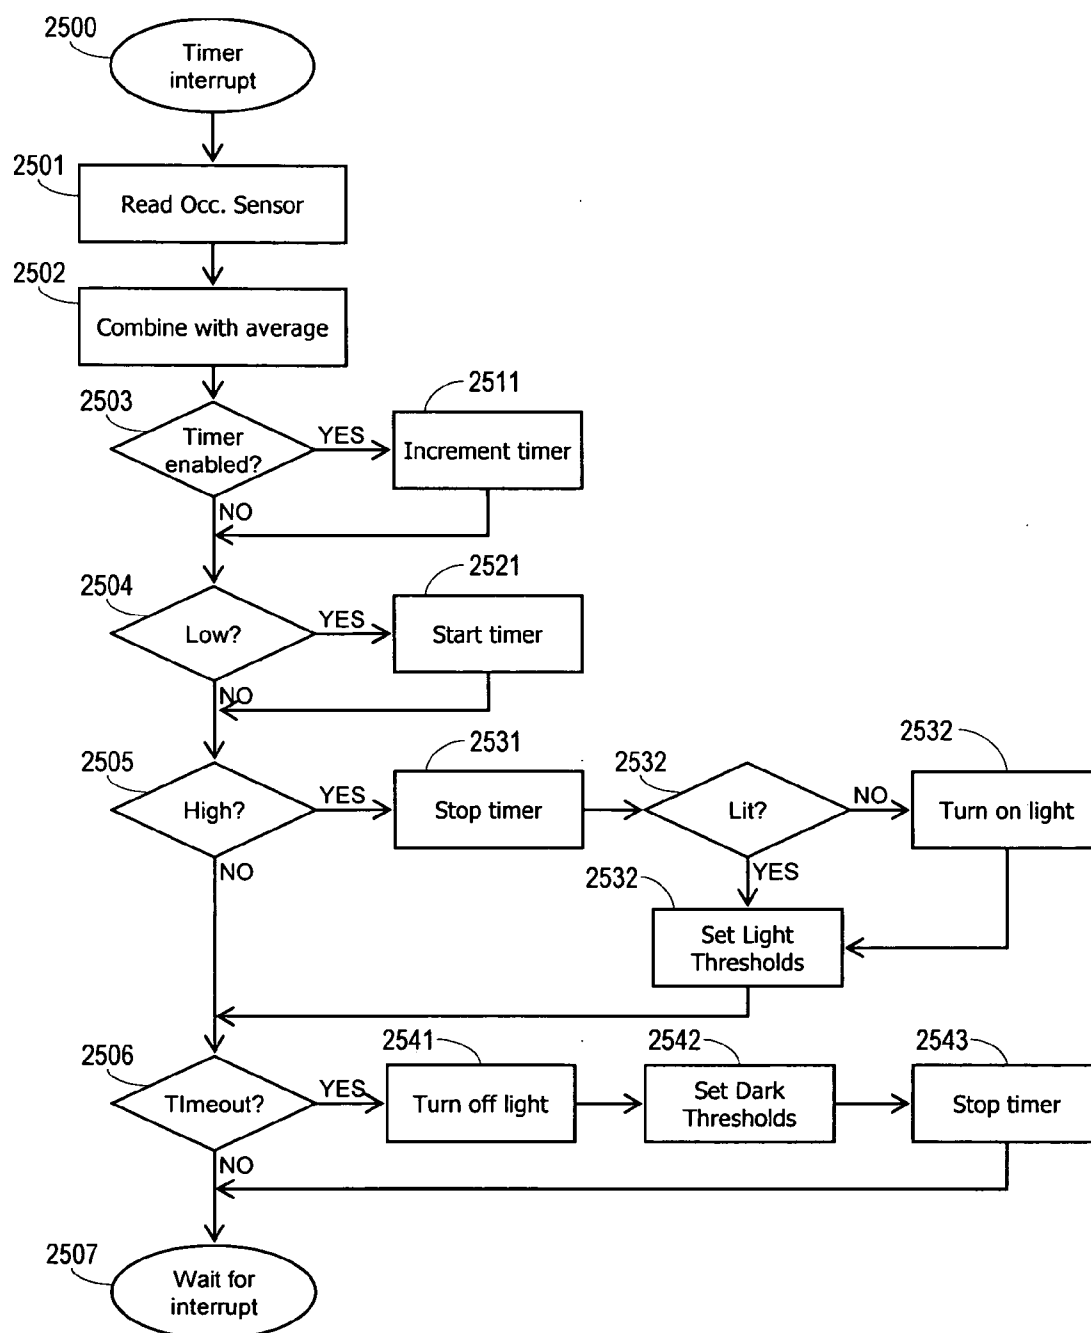 2500
Timer
interrupt
2501
Read Occ. Sensor
2502
Combine with average
2503
Timer
enabled?
YES
2511
Increment timer
NO
2504
Low?
YES
2521
Start timer
NO
2505
High?
YES
2531
Stop timer
2532
Lit?
NO
2532
Turn on light
NO
YES
2532
Set Light
Thresholds
2506
TImeout?
YES
2541
Turn off light
2542
Set Dark
Thresholds
2543
Stop timer
NO
2507
Wait for
interrupt